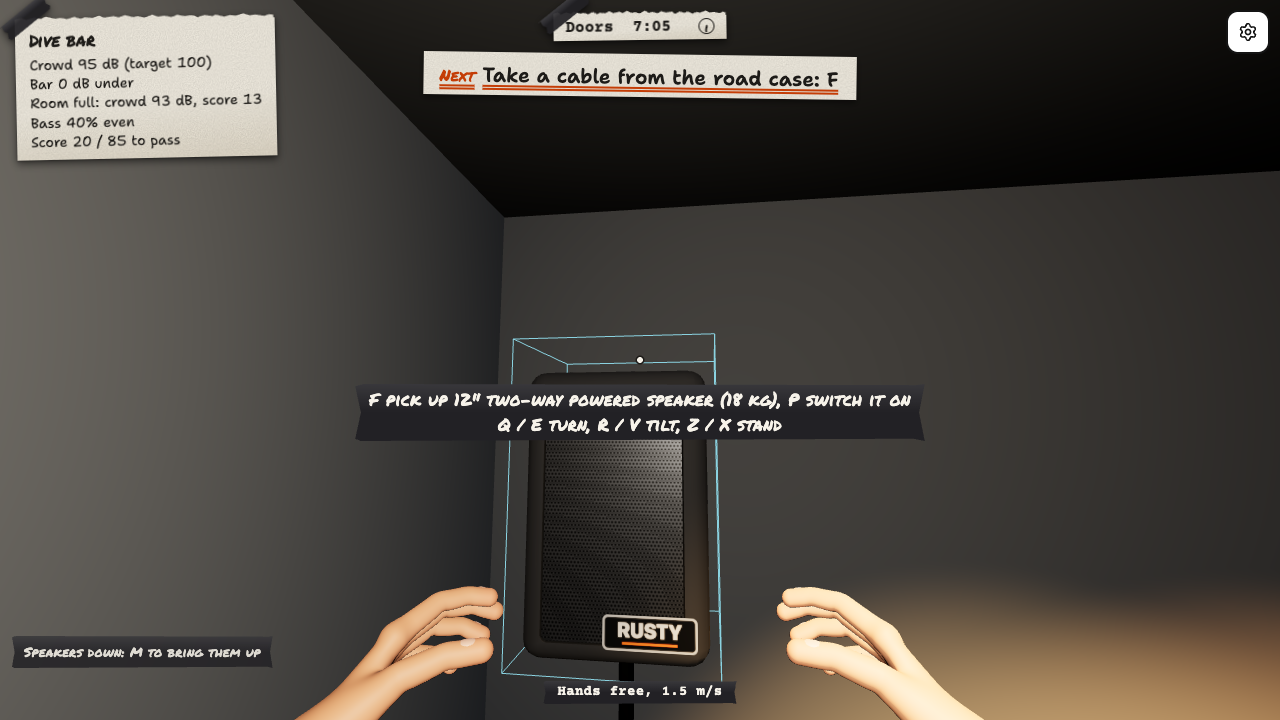 Dive bar
Crowd 95 dB (target 100)
Bar 0 dB under
Room full: crowd 93 dB, score 13
Bass 40% even
Score 20 / 85 to pass
Doors 7:05
Next Take a cable from the road case: F
F pick up 12" two-way powered speaker (18 kg), P switch it on
Q / E turn, R / V tilt, Z / X stand
RUSTY
Speakers down: M to bring them up
Hands free, 1.5 m/s